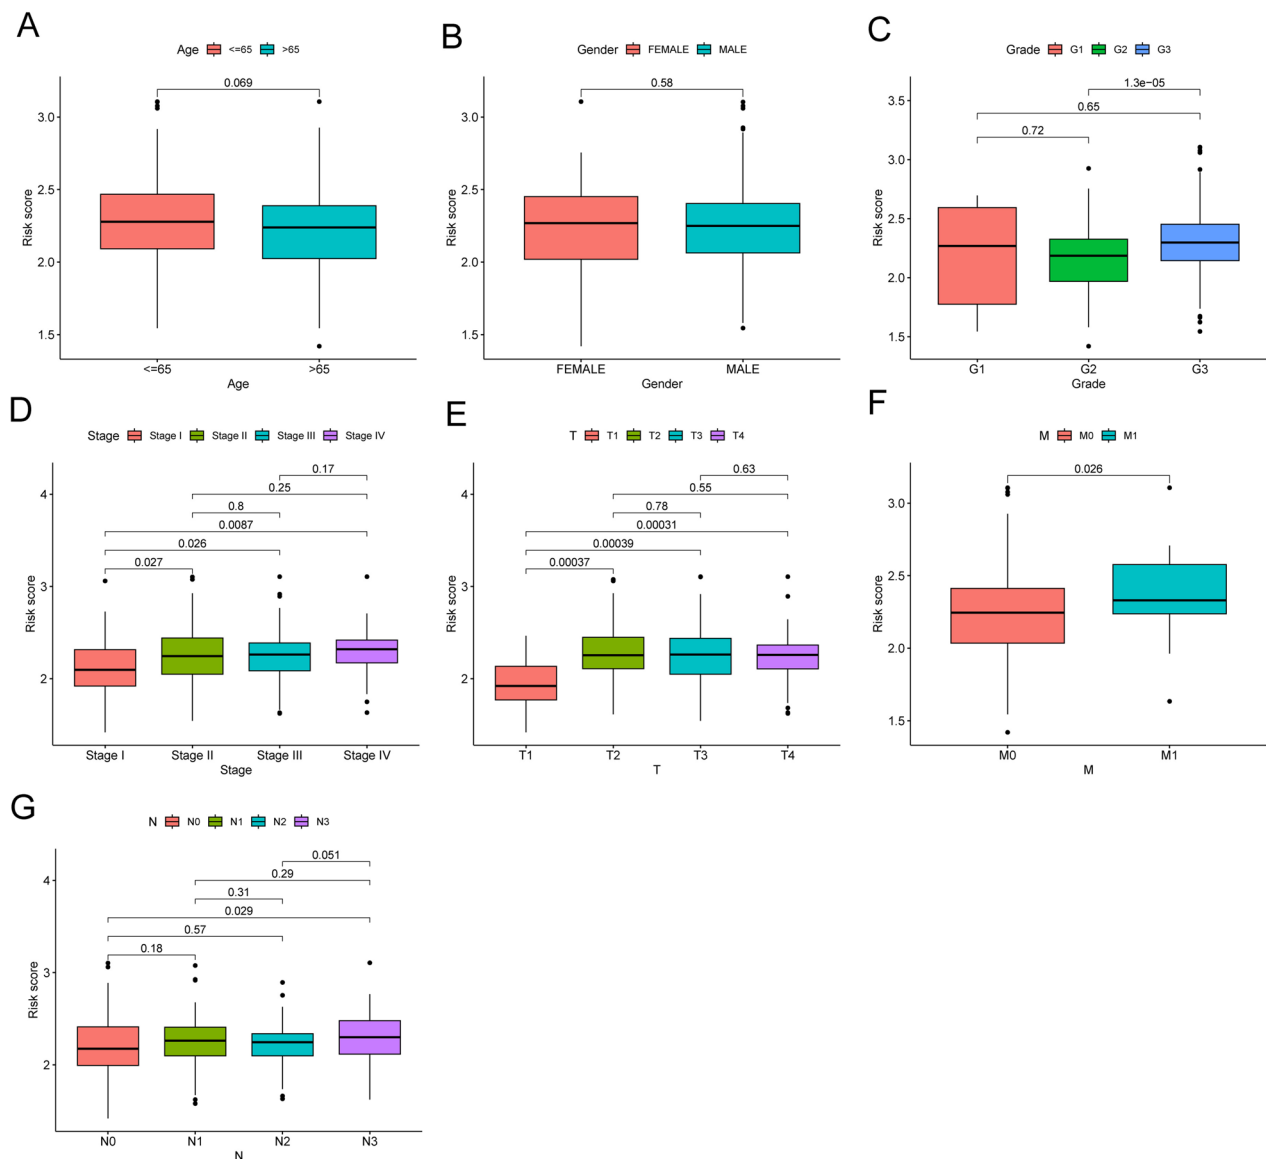 A
Age <=65 >65
0.069
3.0
2.5
2.0
1.5
Risk score
<=65 >65
Age
B
Gender FEMALE MALE
0.58
3.0
2.5
2.0
1.5
Risk score
FEMALE MALE
Gender
C
Grade G1 G2 G3
1.3e−05
0.65
0.72
3.5
3.0
2.5
2.0
1.5
Risk score
G1 G2 G3
Grade
D
Stage Stage I Stage II Stage III Stage IV
0.17
0.25
0.8
0.0087
0.026
0.027
4
3
2
Risk score
Stage I Stage II Stage III Stage IV
Stage
E
T T1 T2 T3 T4
0.63
0.55
0.78
0.00031
0.00039
0.00037
4
3
2
Risk score
T1 T2 T3 T4
T
F
M M0 M1
0.026
3.0
2.5
2.0
1.5
Risk score
M0 M1
M
G
N N0 N1 N2 N3
0.051
0.29
0.31
0.029
0.57
0.18
4
3
2
Risk score
N0 N1 N2 N3
N